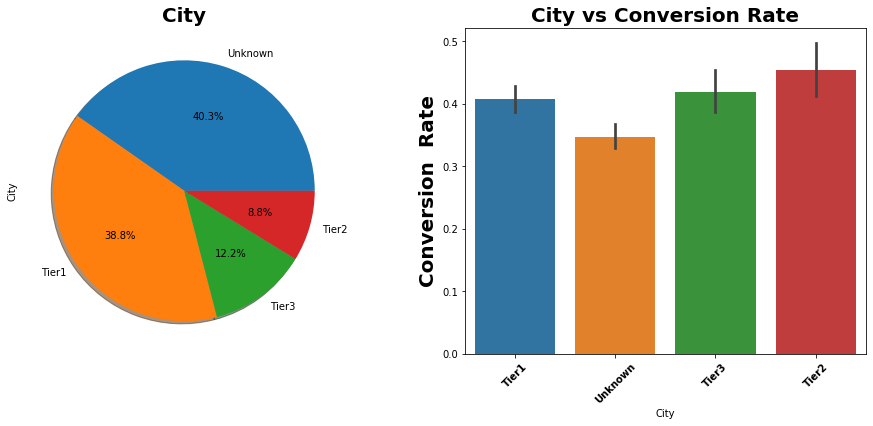 City
Unknown
40.3%
City
8.8%
Tier2
38.8%
12.2%
Tier1
Tier3
City vs Conversion Rate
0.5
0.4
0.3
0.2
0.1
0.0
Conversion Rate
Tier1
Unknown
Tier3
Tier2
City